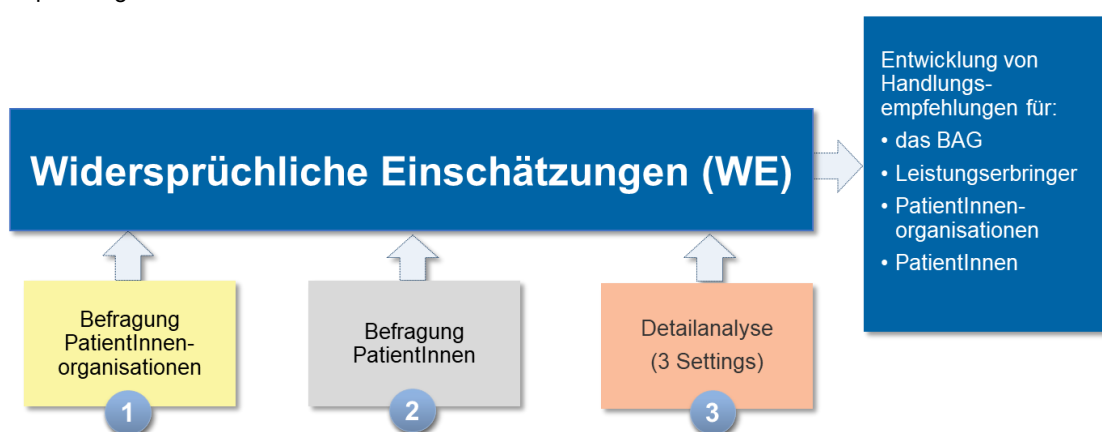 Entwicklung von
Handlungs-
empfehlungen für:
• das BAG
• Leistungserbringer
• PatientInnen-
organisationen
• PatientInnen
Widersprüchliche Einschätzungen (WE)
Befragung
PatientInnen-
organisationen
1
Befragung
PatientInnen
2
Detailanalyse
(3 Settings)
3